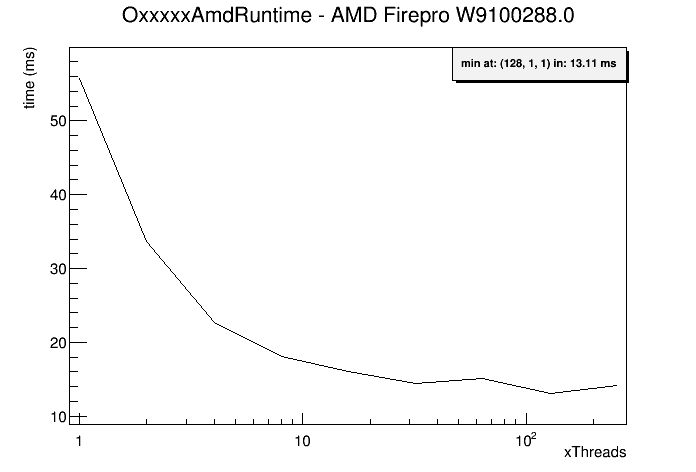 OxxxxxAmdRuntime - AMD Firepro W9100288.0
time (ms)
min at: (128, 1, 1) in: 13.11 ms
50
40
30
20
10
1
10
10²
xThreads